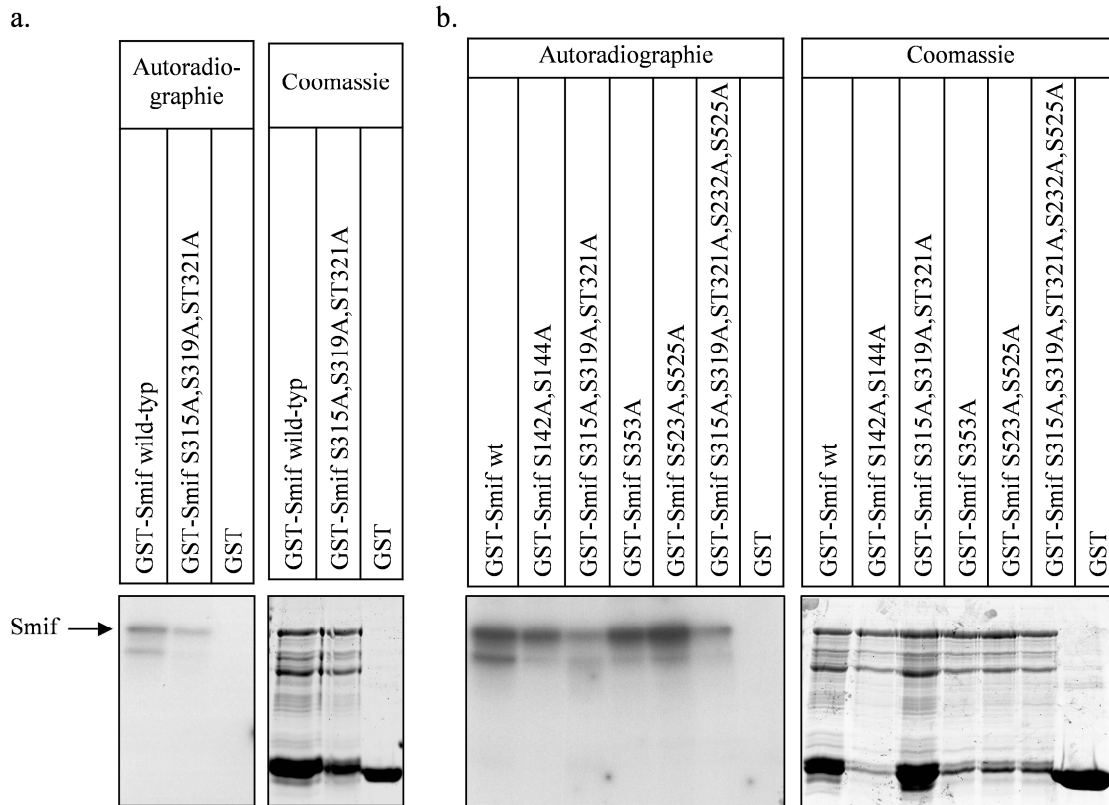 a.
Autoradio-
graphie
Coomassie
GST-Smif wild-typ
GST-Smif S315A,S319A,ST321A
GST
GST-Smif wild-typ
GST-Smif S315A,S319A,ST321A
GST
Smif
b.
Autoradiographie
Coomassie
GST-Smif wt
GST-Smif S142A,S144A
GST-Smif S315A,S319A,ST321A
GST-Smif S353A
GST-Smif S523A,S525A
GST-Smif S315A,S319A,ST321A,S232A,S525A
GST
GST-Smif wt
GST-Smif S142A,S144A
GST-Smif S315A,S319A,ST321A
GST-Smif S353A
GST-Smif S523A,S525A
GST-Smif S315A,S319A,ST321A,S232A,S525A
GST